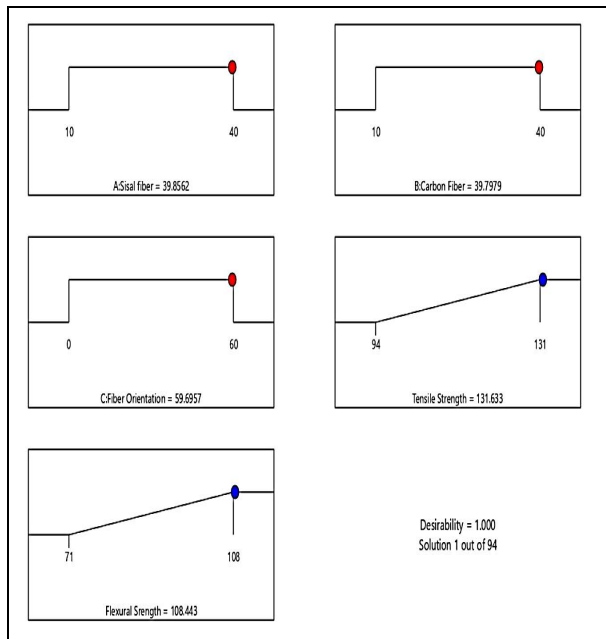 10 40
A:Sisal fiber = 39.8562
10 40
B:Carbon Fiber = 39.7979
0 60
C:Fiber Orientation = 59.6957
94 131
Tensile Strength = 131.633
71 108
Flexural Srength = 108.443
Desirability = 1.000
Solution 1 out of 94